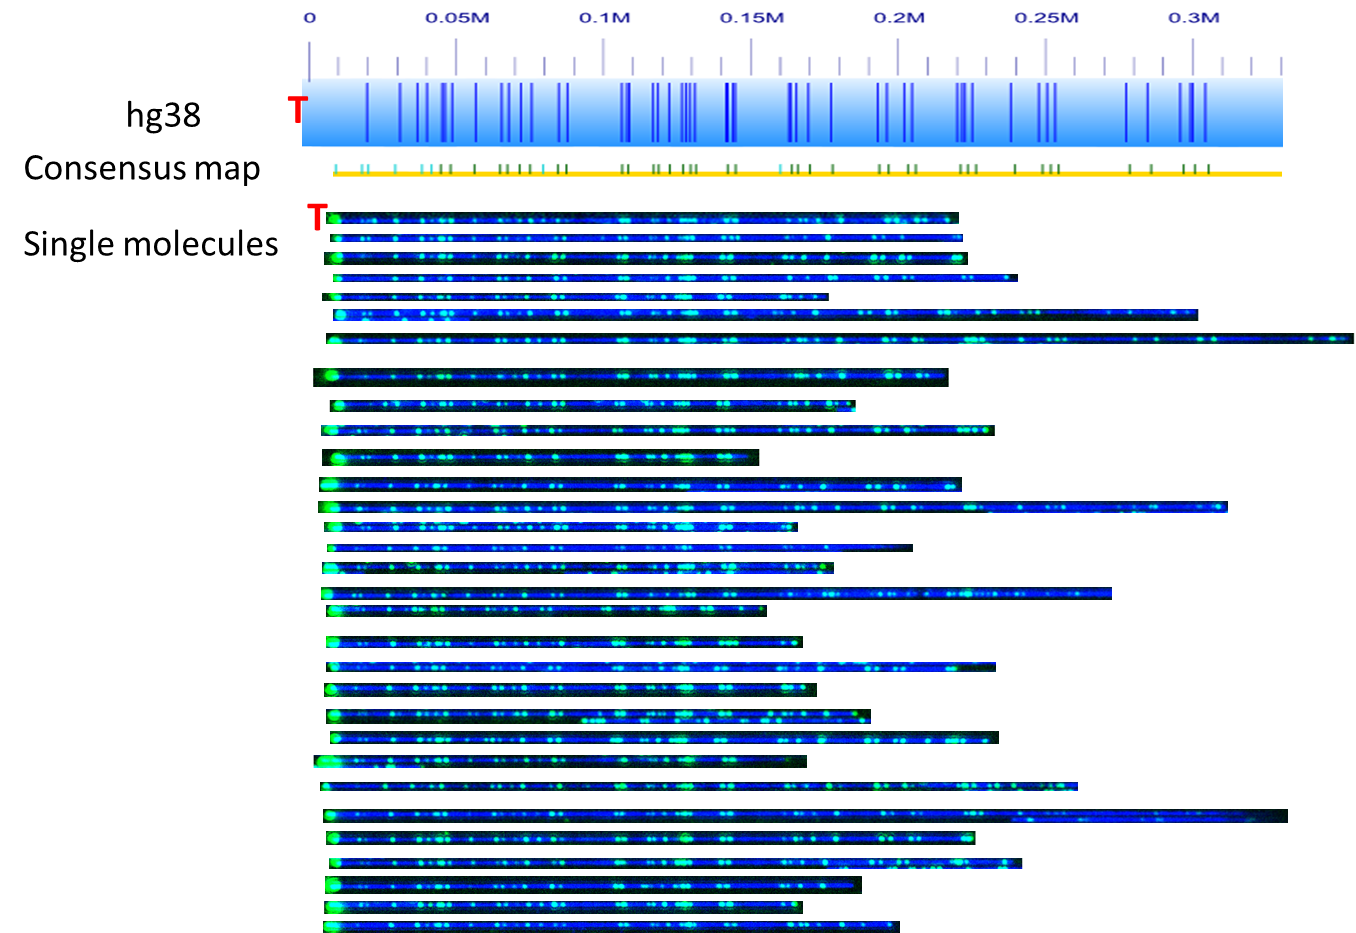 0 0.05M 0.1M 0.15M 0.2M 0.25M 0.3M
T
hg38
Consensus map
T
Single molecules